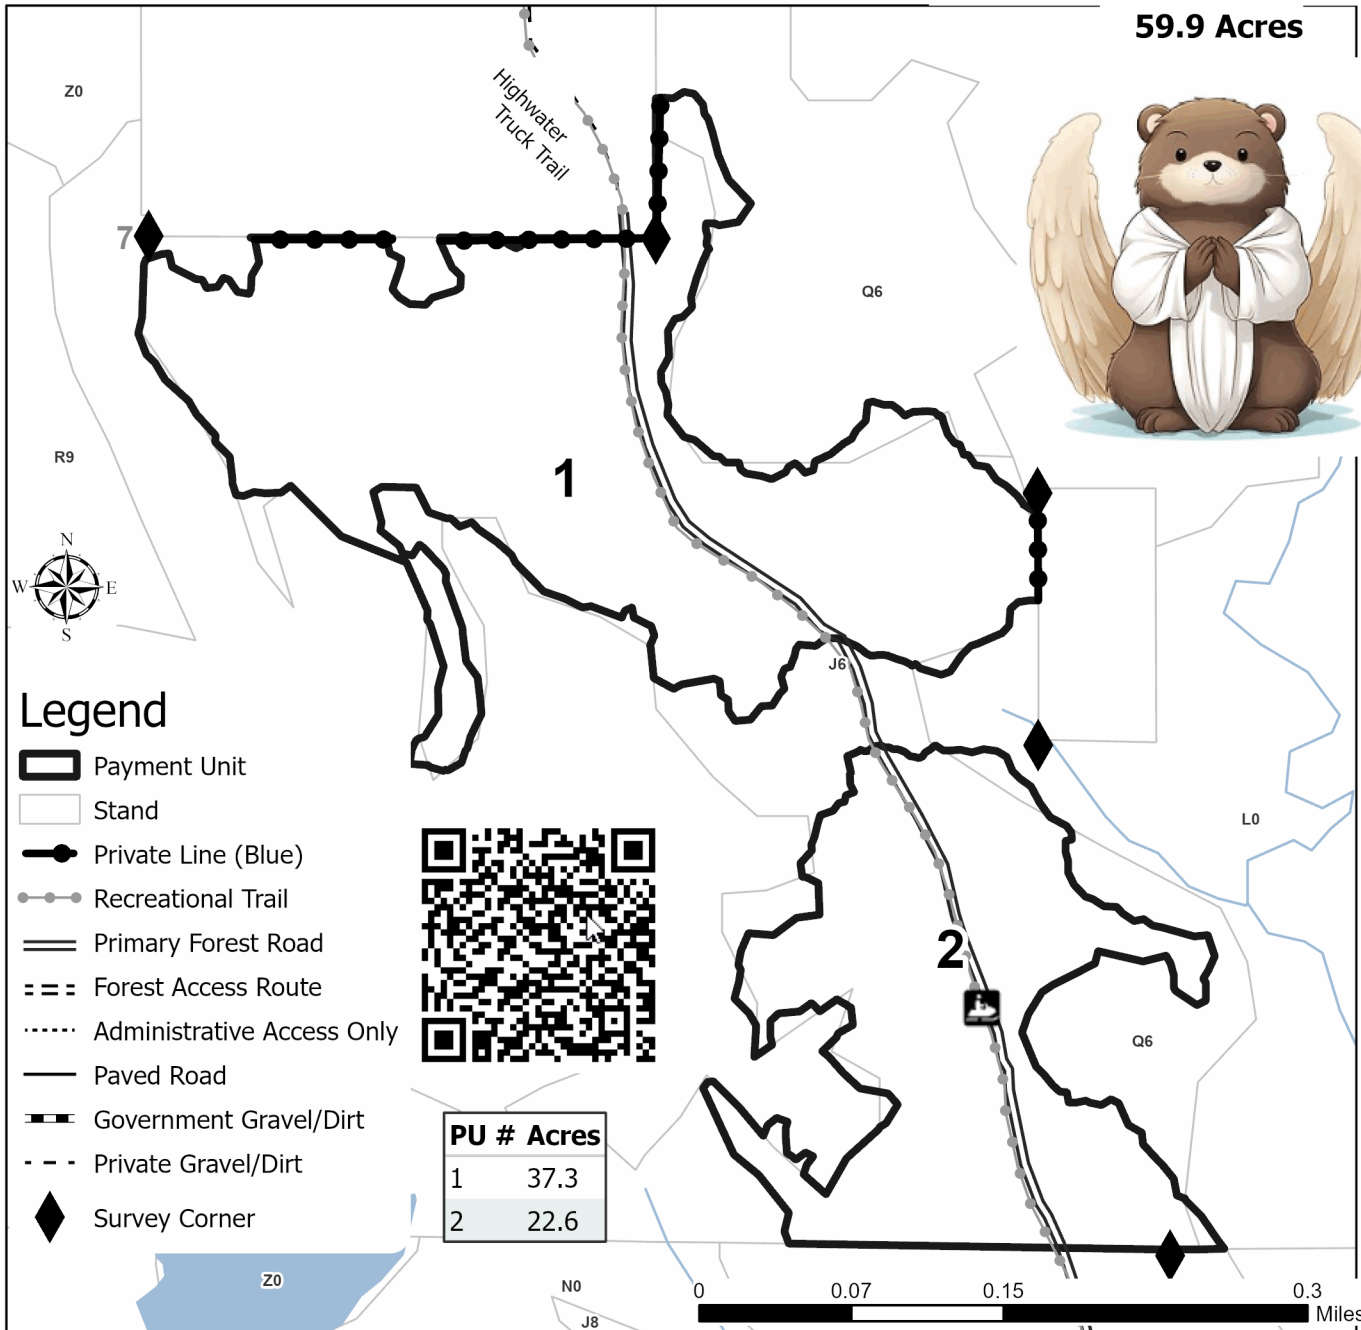 59.9 Acres
Z0
Highwater
Truck Trail
7
Q6
R9
1
N
W E
S
J6
Legend
Payment Unit
Stand
Private Line (Blue)
Recreational Trail
Primary Forest Road
Forest Access Route
Administrative Access Only
Paved Road
Government Gravel/Dirt
Private Gravel/Dirt
Survey Corner
L0
2
Q6
PU # Acres
1 37.3
2 22.6
Z0
N0
J8
0 0.07 0.15 0.3
Miles